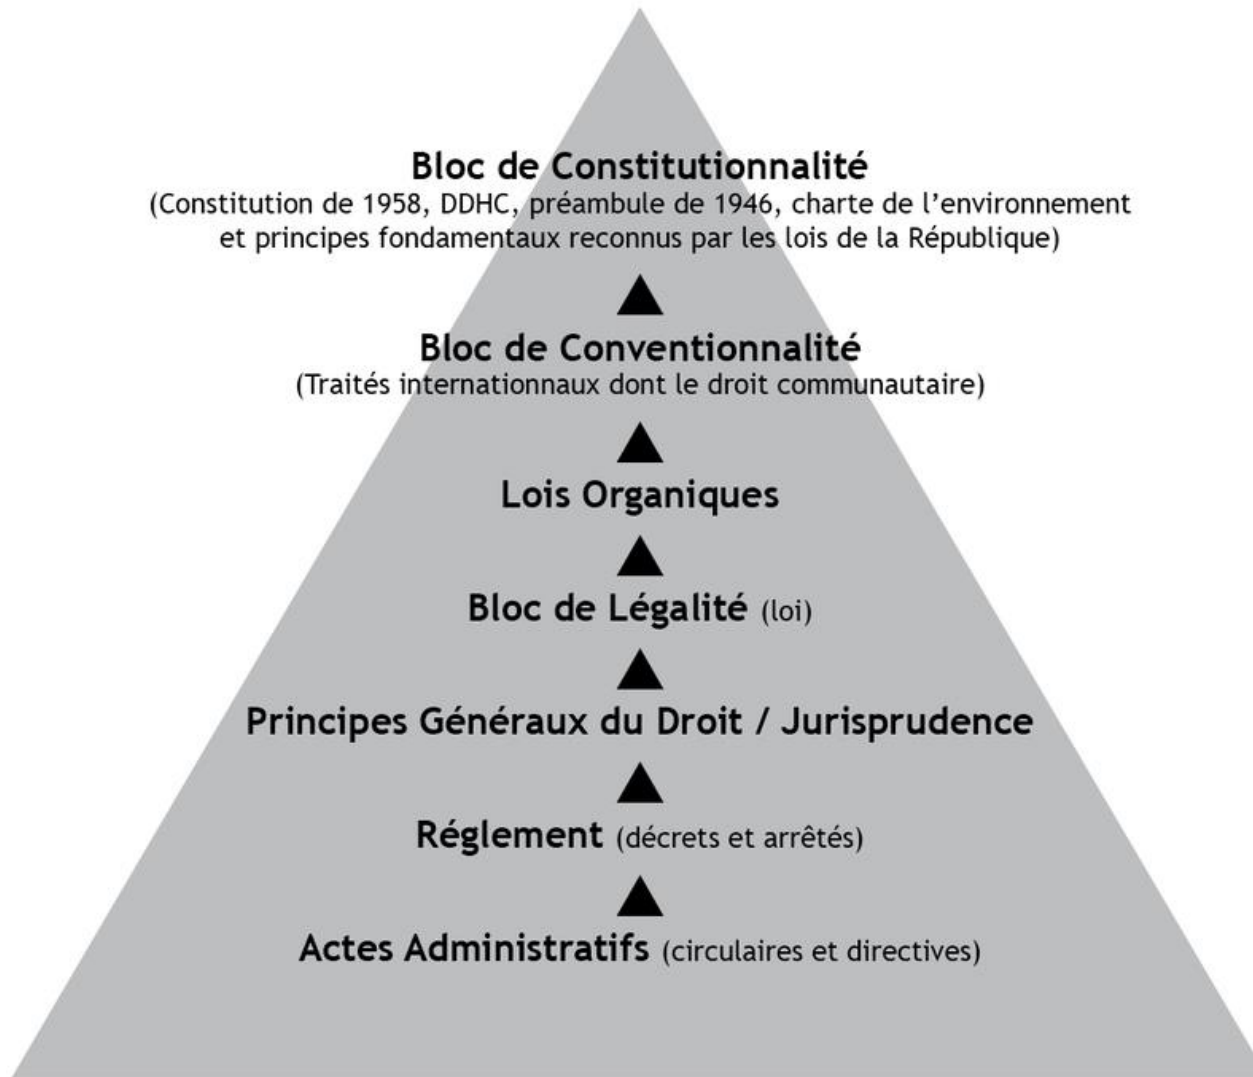 Bloc de Constitutionnalité
(Constitution de 1958, DDHC, préambule de 1946, charte de l’environnement
et principes fondamentaux reconnus par les lois de la République)
Bloc de Conventionnalité
(Traités internationnaux dont le droit communautaire)
Lois Organiques
Bloc de Légalité (loi)
Principes Généraux du Droit / Jurisprudence
Réglement (décrets et arrêtés)
Actes Administratifs (circulaires et directives)